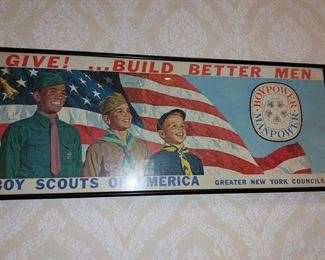 GIVE! ...BUILD BETTER MEN
BOYPOWER
MANPOWER
BOY SCOUTS OF AMERICA GREATER NEW YORK COUNCILS